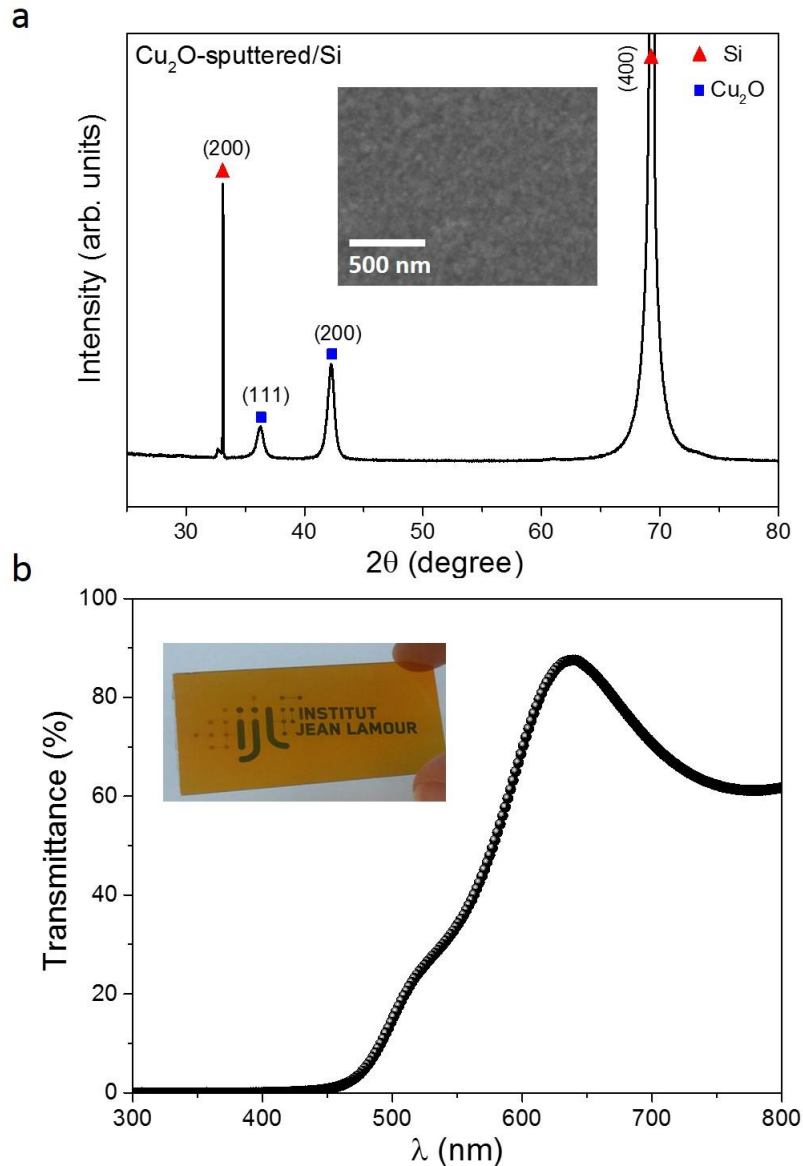 a
Cu₂O-sputtered/Si
Si
Cu₂O
(200)
(111)
(200)
(400)
500 nm
Intensity (arb. units)
30 40 50 60 70 80
2θ (degree)
b
100
80
60
40
20
0
INSTITUT
ijl JEAN LAMOUR
Transmittance (%)
300 400 500 600 700 800
λ (nm)